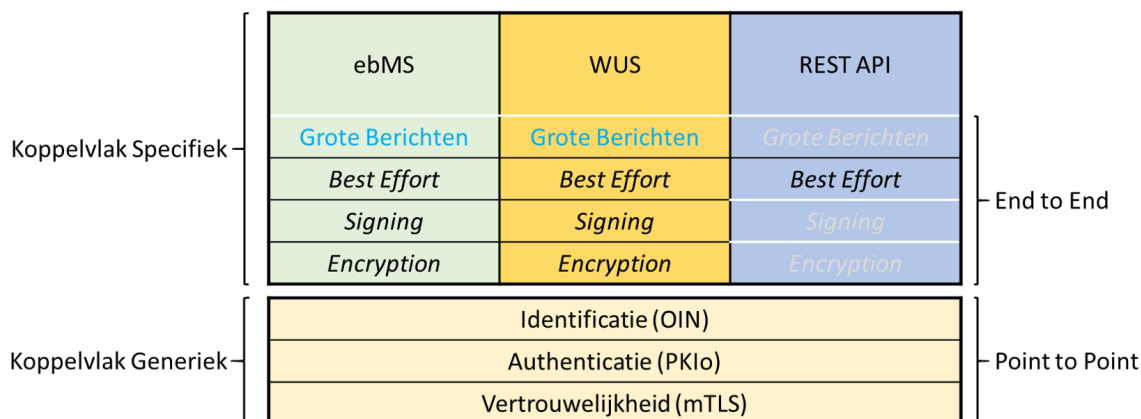 ebMS
WUS
REST API
Koppelvlak Specifiek
Grote Berichten
Grote Berichten
Grote Berichten
Best Effort
Best Effort
Best Effort
Signing
Signing
Signing
Encryption
Encryption
Encryption
End to End
Koppelvlak Generiek
Identificatie (OIN)
Authenticatie (PKIo)
Vertrouwelijkheid (mTLS)
Point to Point